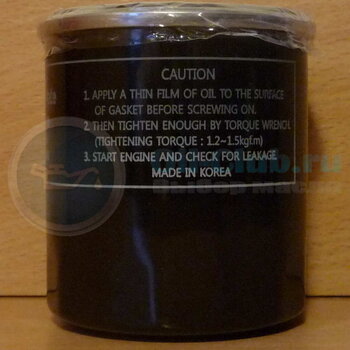 CAUTION
1. APPLY A THIN FILM OF OIL TO THE SURFACE
OF GASKET BEFORE SCREWING ON.
2. THEN TIGHTEN ENOUGH BY TORQUE WRENCH
(TIGHTENING TORQUE : 1.2~1.5kgf.m)
3. START ENGINE AND CHECK FOR LEAKAGE
MADE IN KOREA